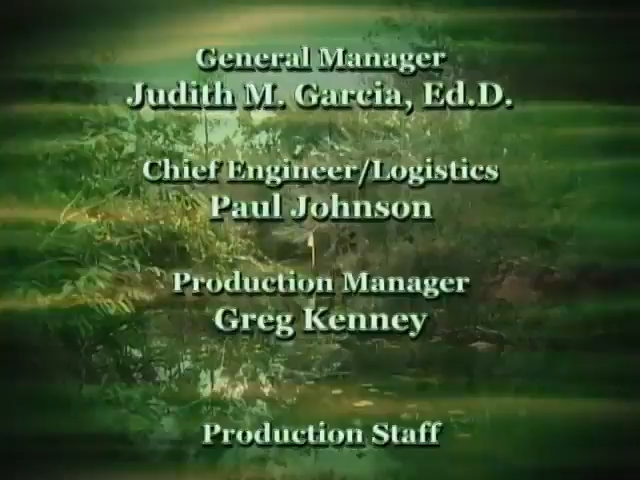 General Manager
Judith M. Garcia, Ed.D.
Chief Engineer/Logistics
Paul Johnson
Production Manager
Greg Kenney
Production Staff